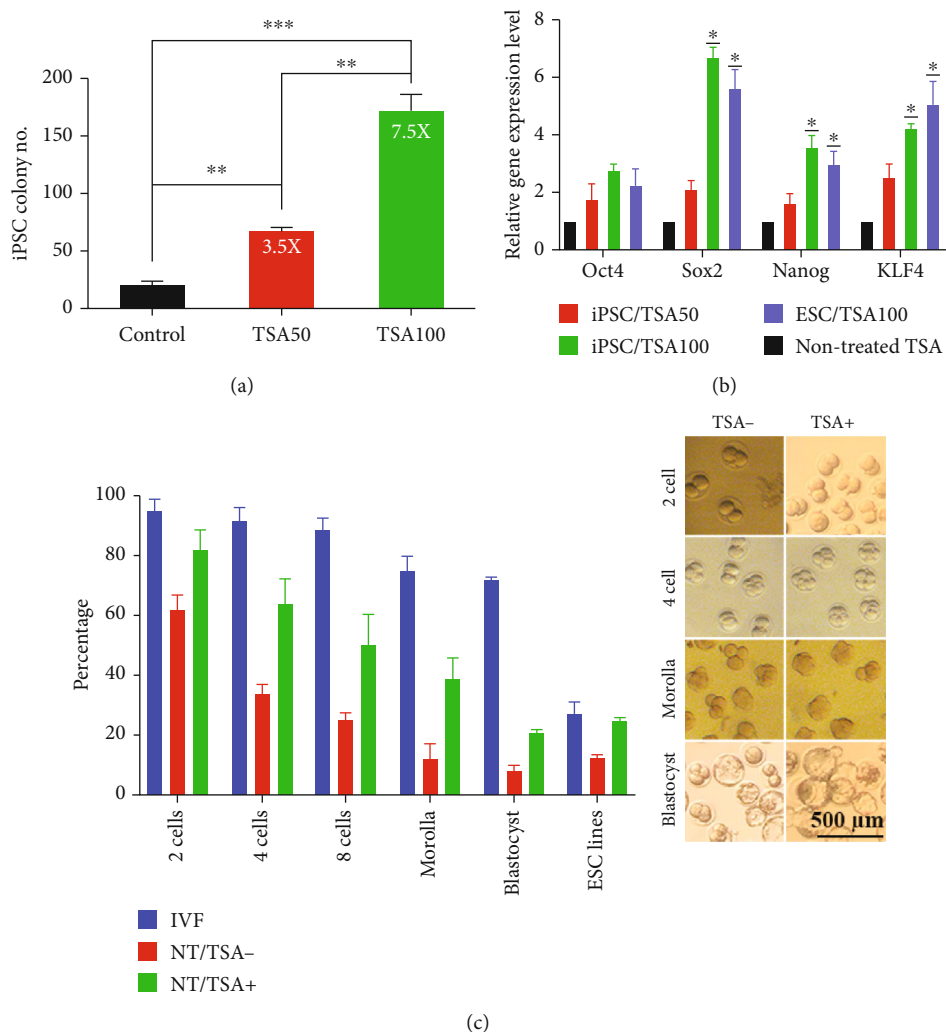 ***
**
**
200
150
100
50
0
iPSC colony no.
7.5X
3.5X
Control TSA50 TSA100
(a)
8
6
4
2
0
Relative gene expression level
* * * * * *
Oct4 Sox2 Nanog KLF4
iPSC/TSA50 ESC/TSA100
iPSC/TSA100 Non-treated TSA
(b)
100
80
60
40
20
0
Percentage
2 cells
4 cells
8 cells
Morolla
Blastocyst
ESC lines
IVF
NT/TSA–
NT/TSA+
TSA– TSA+
2 cell
4 cell
Morolla
Blastocyst
500 μm
(c)